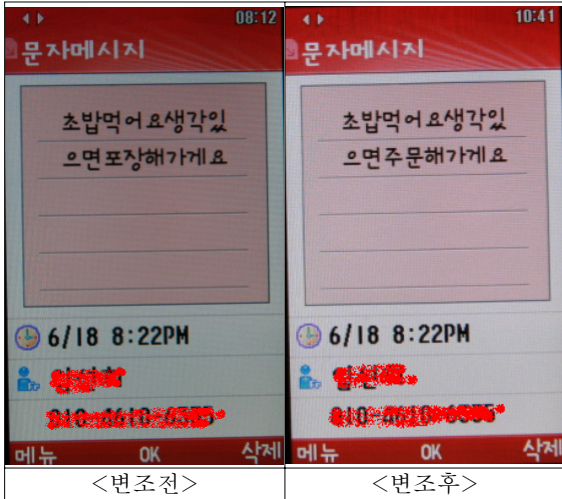 08:12
문자메시지
초밥먹어요생각있
으면포장해가게요
6/18 8:22PM
메뉴 OK 삭제
<변조전>
10:41
문자메시지
초밥먹어요생각있
으면주문해가게요
6/18 8:22PM
메뉴 OK 삭제
<변조후>